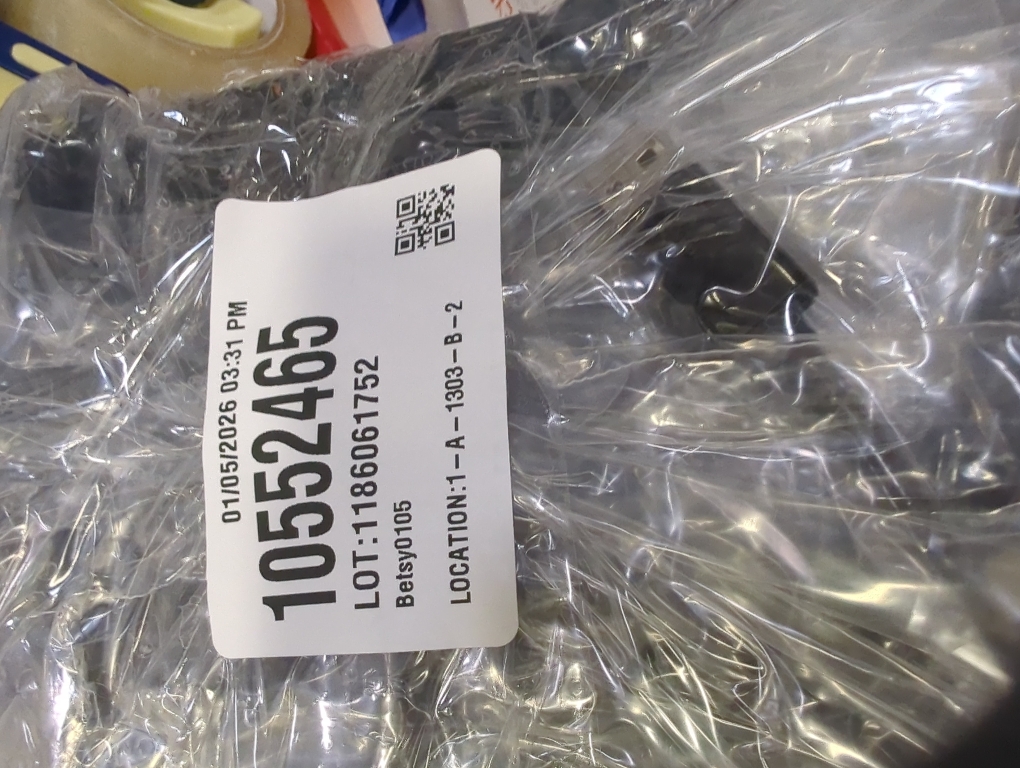 01/05/2026 03:31 PM
10552465
LOT:1186061752
Betsy0105
LOCATION:1-A-1303-B-2